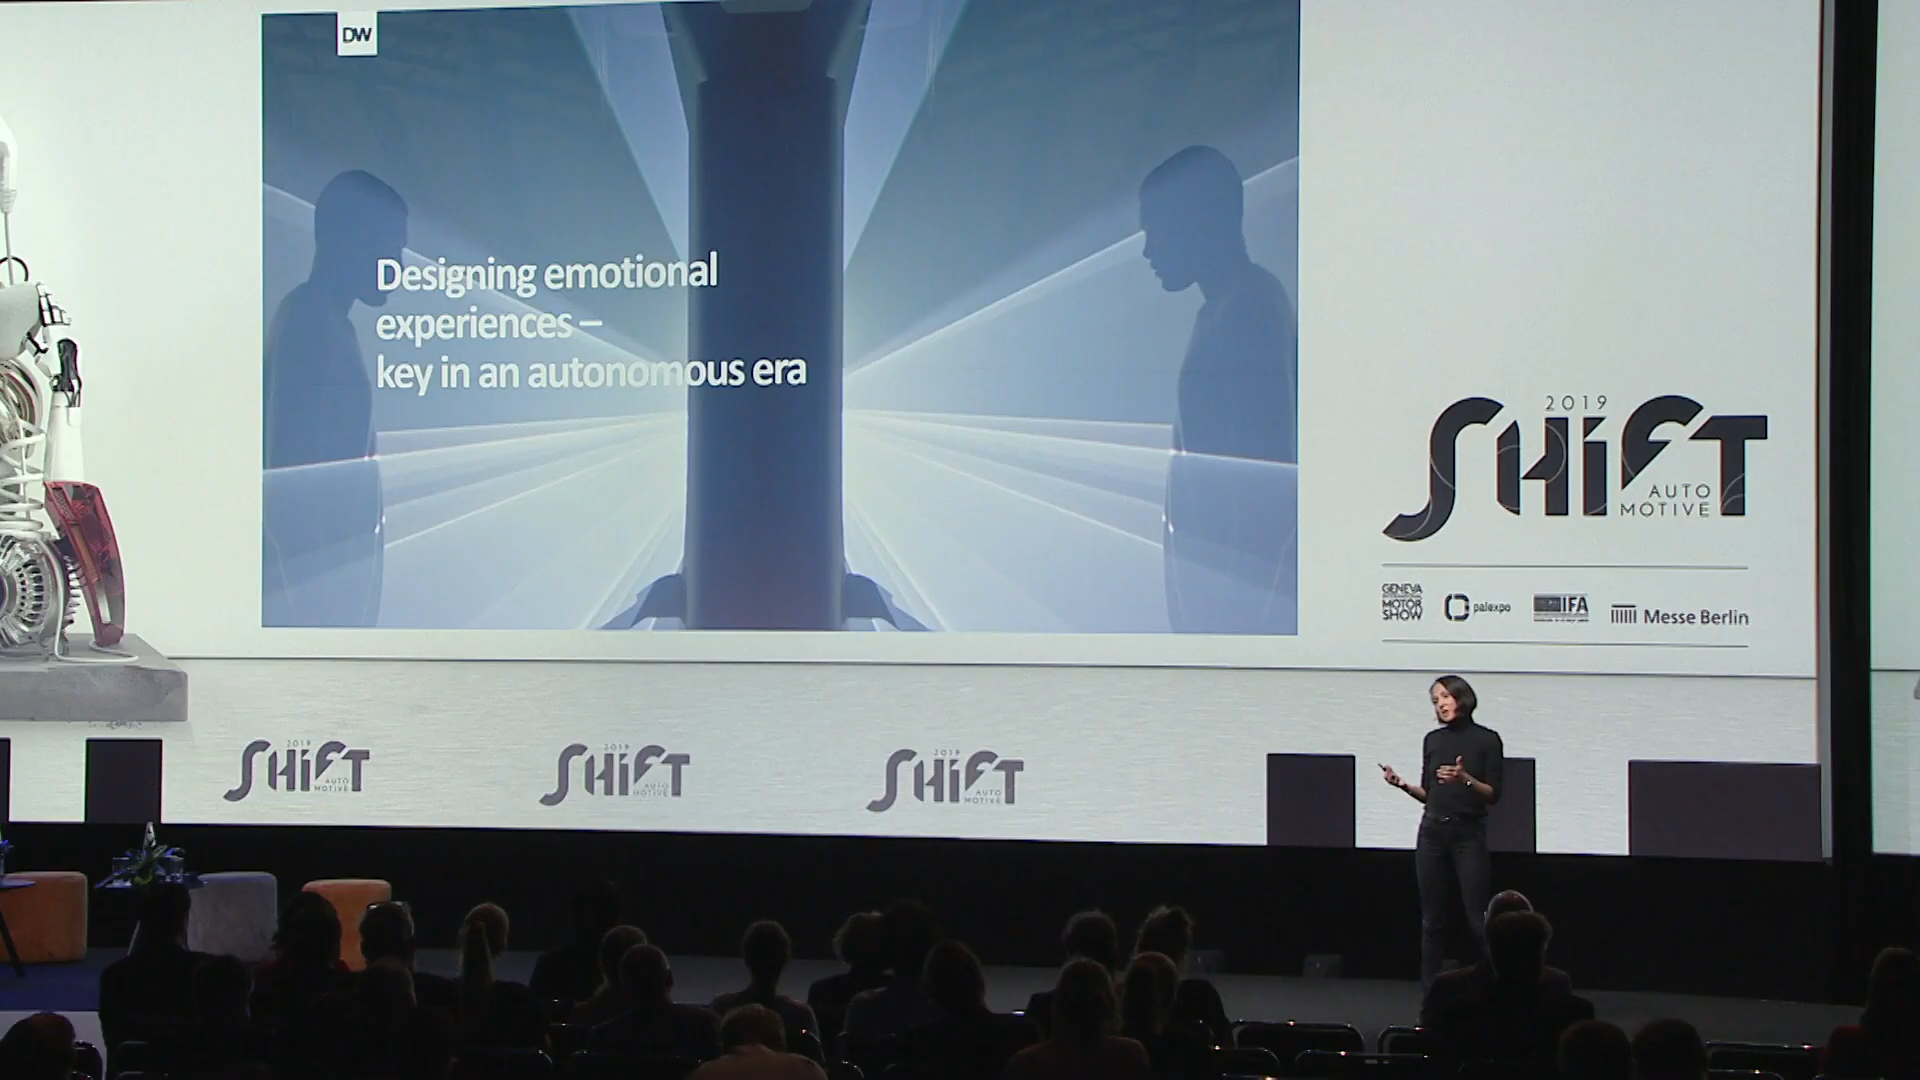 DW
Designing emotional
experiences –
key in an autonomous era
2019
SHIFT
AUTO
MOTIVE
GENEVA
INTERNATIONAL
MOTOR
SHOW
palexpo
IFA
Messe Berlin
2019
SHIFT
AUTO
MOTIVE
2019
SHIFT
AUTO
MOTIVE
2019
SHIFT
AUTO
MOTIVE